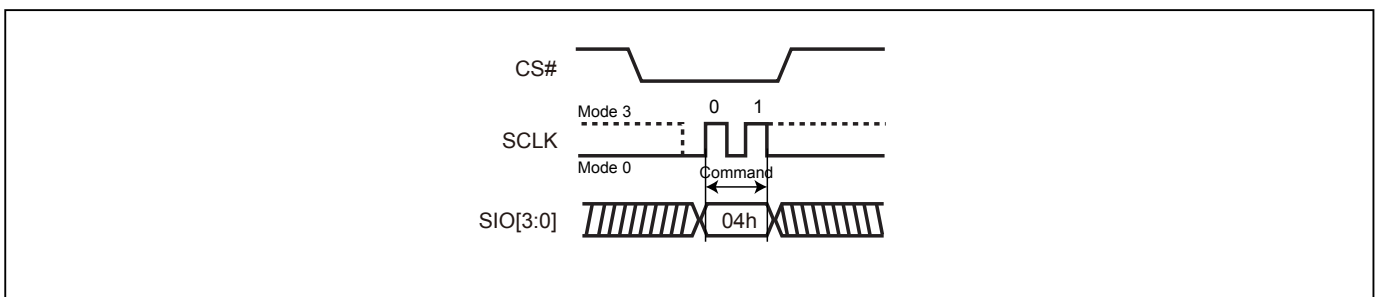 CS#
Mode 3
0 1
SCLK
Mode 0
Command
SIO[3:0]
04h